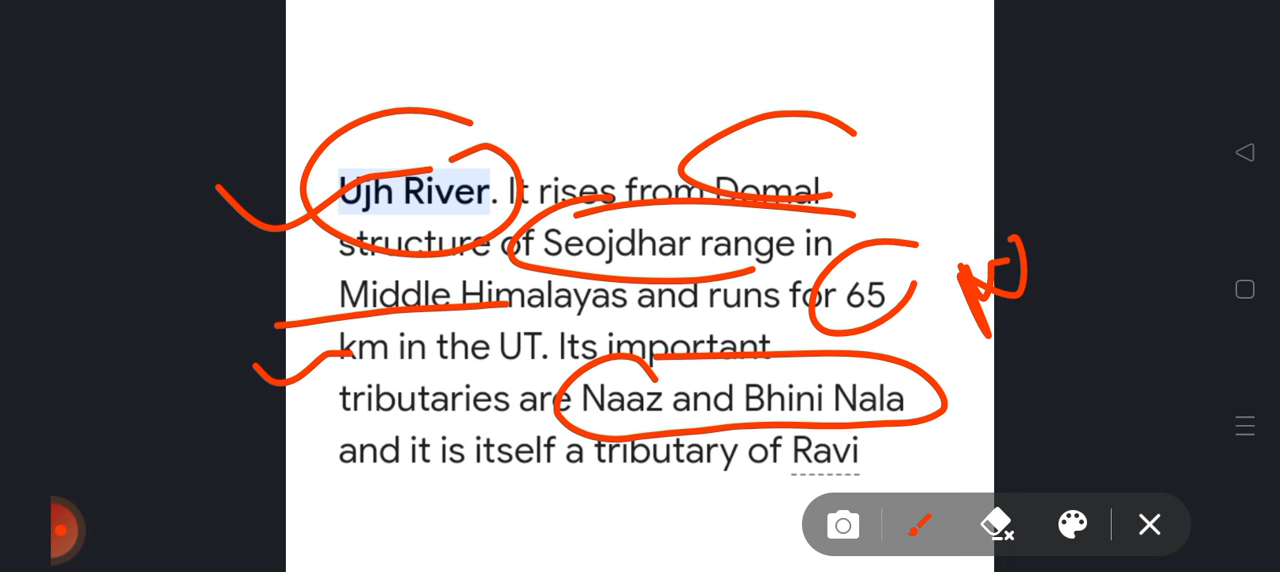 Ujh River. It rises from Domal
structure of Seojdhar range in
Middle Himalayas and runs for 65
km in the UT. Its important
tributaries are Naaz and Bhini Nala
and it is itself a tributary of Ravi